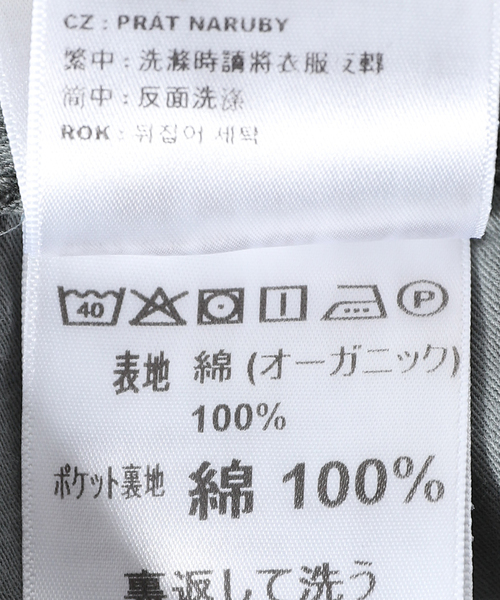 CZ : PRÁT NARUBY
繁中 : 洗滌時請將衣服反轉
简中 : 反面洗涤
ROK : 뒤집어 세탁
40 P
表地 綿 (オーガニック)
100%
ポケット裏地 綿 100%
裏返して洗う